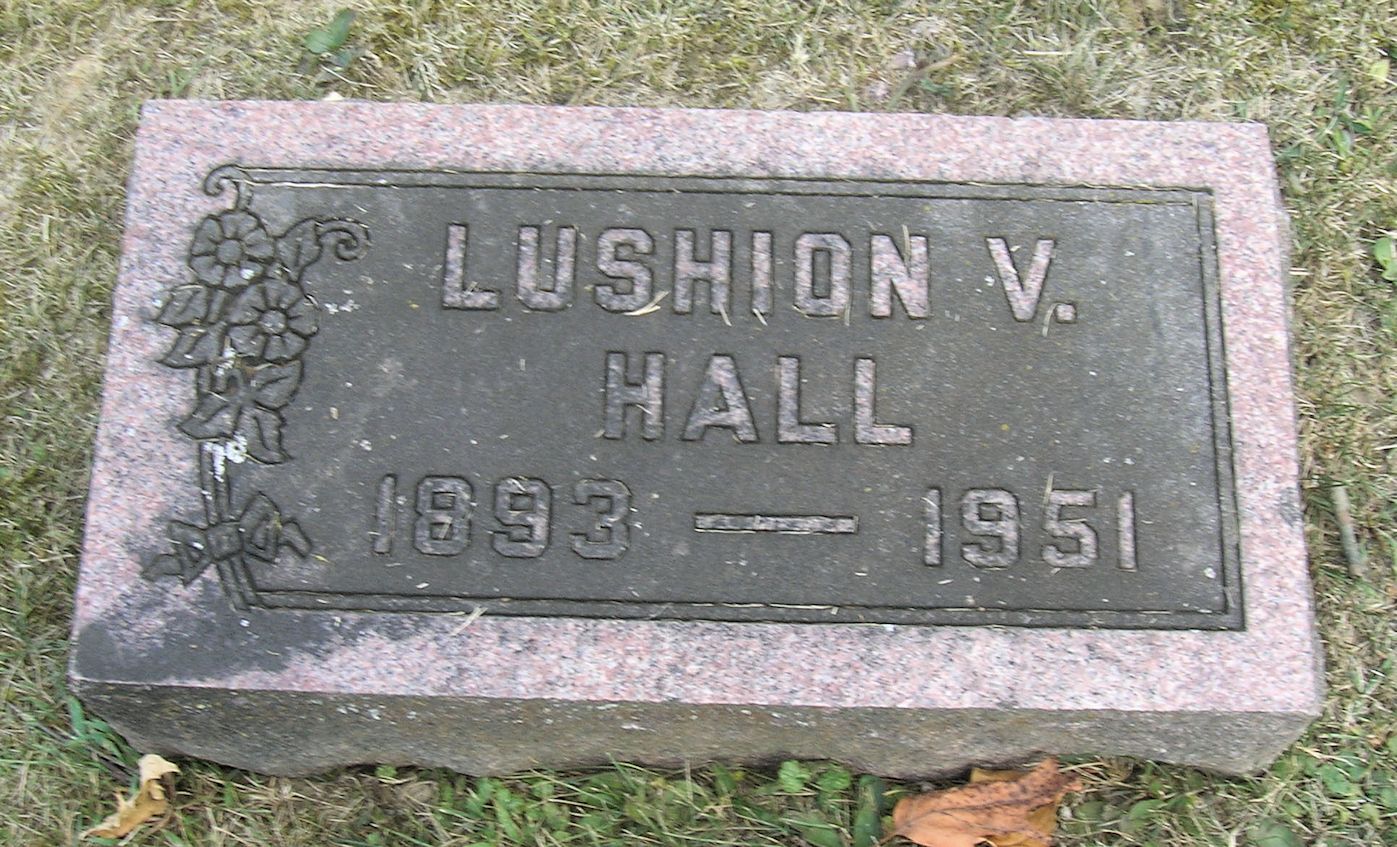 LUSHION V.
HALL
1893 — 1951